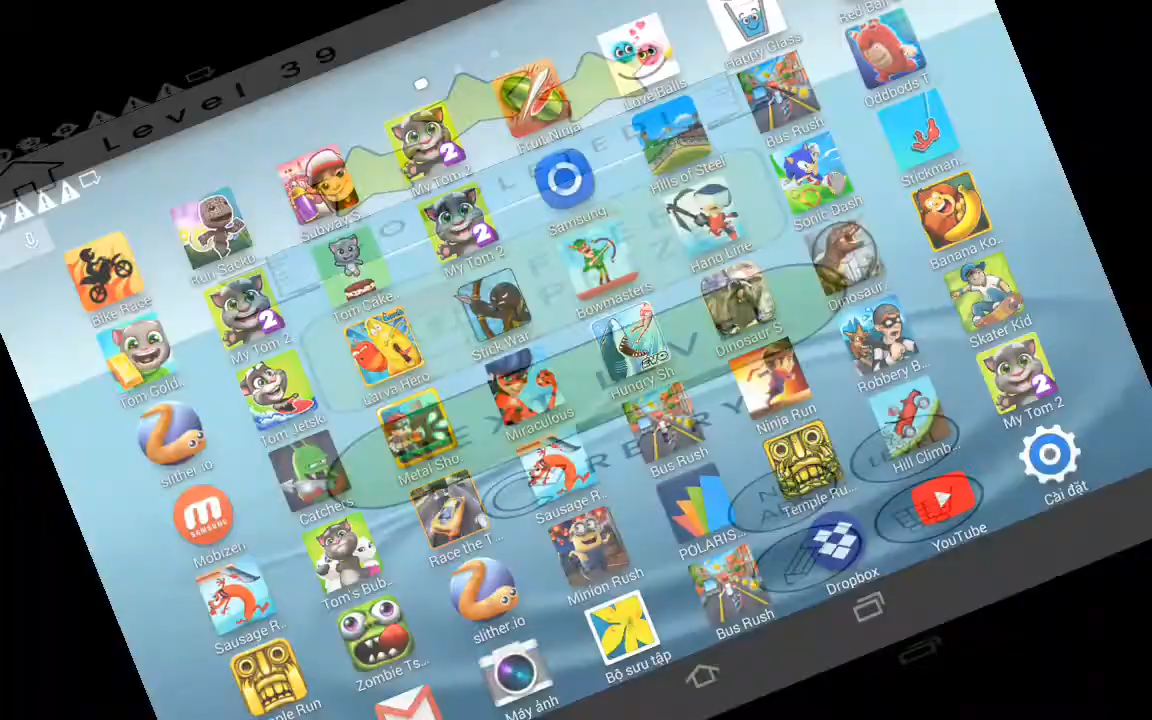 Level 39
Happy Glass
Red Ball
Love Balls
Oddbods T
Fruit Ninja
Bus Rush
My Tom 2
Hills of Steel
Stickman
Subway S
Samsung
Sonic Dash
Run Sackb
My Tom 2
Hang Line
Banana Ko...
Bike Race
Tom Cake
Bowmasters
Dinosaur
My Tom 2
Stick War
Dinosaur S
Skater Kid
Tom Gold
Larva Hero
Hungry Sh
EVO
Robbery B...
Tom Jerski
Miraculous
Ninja Run
My Tom 2
slither.io
Metal Sho
Bus Rush
Hill Climb
Catchers
Sausage R..
Temple Ru...
Cài đặt
M
SAMSUNG
Mobizen
Race the T...
POLARIS...
YouTube
Tom's Bub..
Minion Rush
Dropbox
Sausage R..
slither.io
Bus Rush
Zombie Ts...
Bộ sưu tập
Máy ảnh